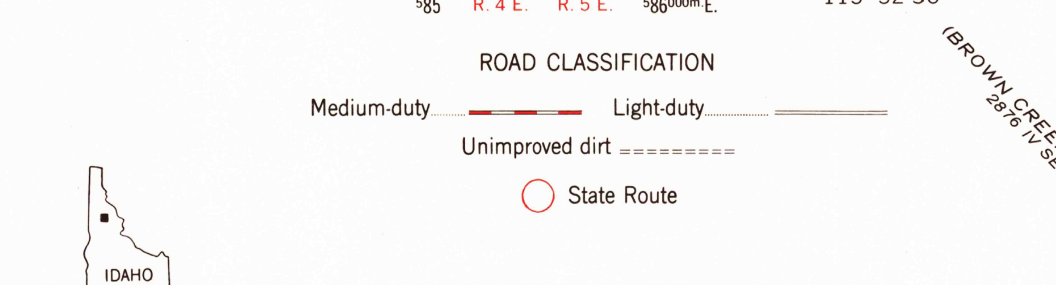 585 R. 4 E. R. 5 E. 586000m.E.
ROAD CLASSIFICATION
Medium-duty Light-duty
Unimproved dirt
State Route
(BROWN CREE
2876 IV SE
IDAHO